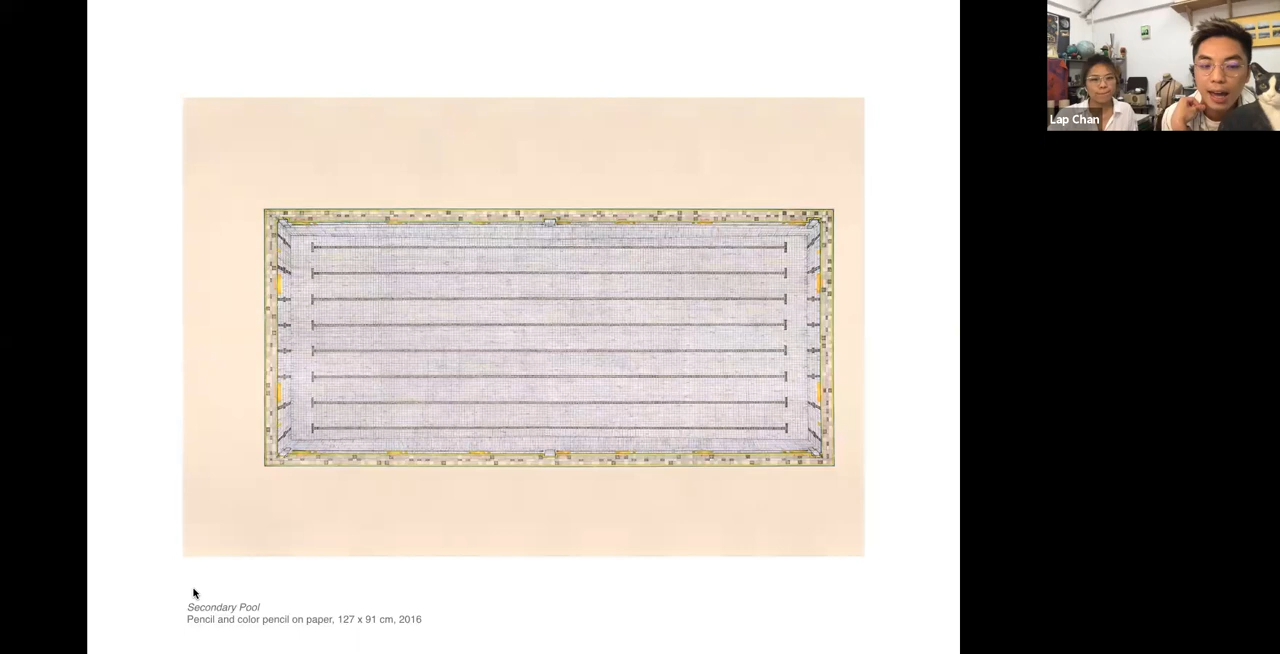 Lap Chan
Secondary Pool
Pencil and color pencil on paper, 127 x 91 cm, 2016